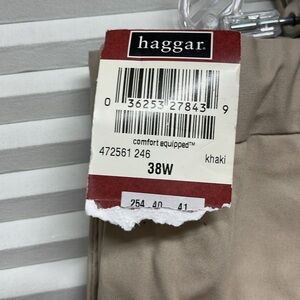 haggar.
0 36253 27843 9
comfort equipped™
472561 246 khaki
38W
254 40 41